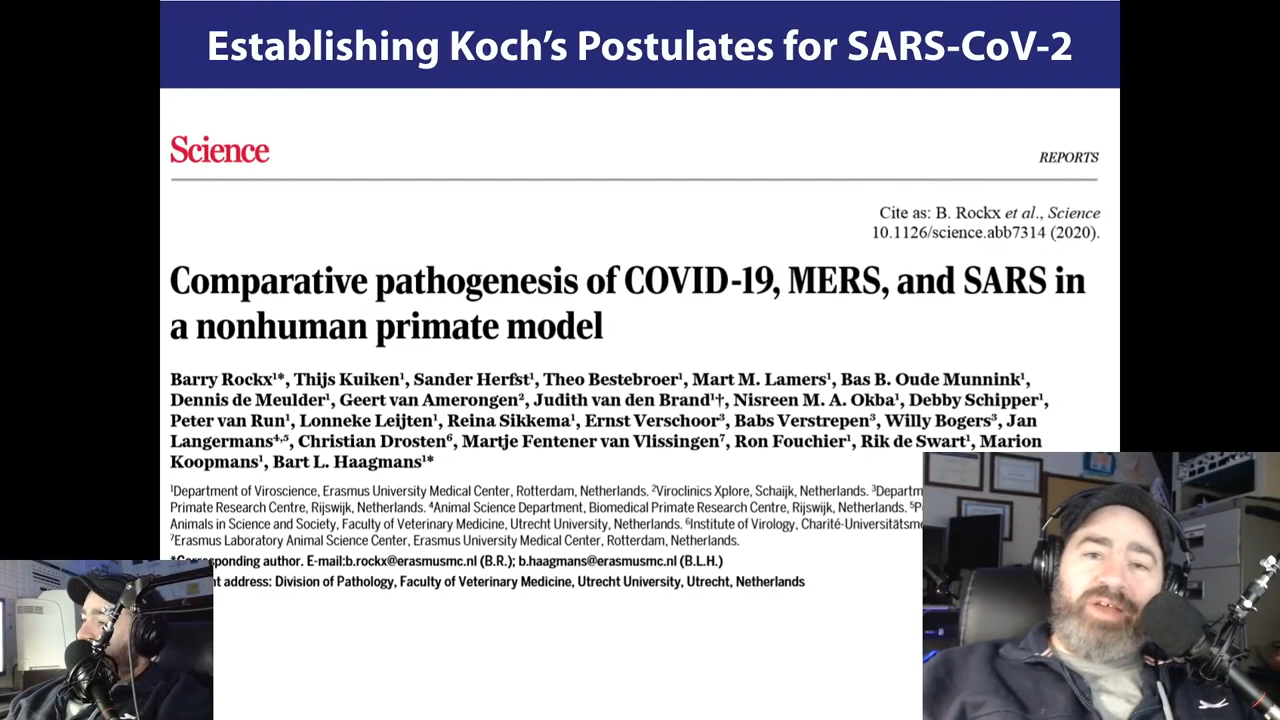 Establishing Koch’s Postulates for SARS-CoV-2
Science
REPORTS
Cite as: B. Rockx et al., Science
10.1126/science.abb7314 (2020).
Comparative pathogenesis of COVID-19, MERS, and SARS in
a nonhuman primate model
Barry Rockx¹*, Thijs Kuiken¹, Sander Herfst¹, Theo Bestebroer¹, Mart M. Lamers¹, Bas B. Oude Munnink¹,
Dennis de Meulder¹, Geert van Amerongen², Judith van den Brand¹†, Nisreen M. A. Okba¹, Debby Schipper¹,
Peter van Run¹, Lonneke Leijten¹, Reina Sikkema¹, Ernst Verschoor³, Babs Verstrepen³, Willy Bogers³, Jan
Langermans⁴,⁵, Christian Drosten⁶, Martje Fentener van Vlissingen⁷, Ron Fouchier¹, Rik de Swart¹, Marion
Koopmans¹, Bart L. Haagmans¹*
¹Department of Viroscience, Erasmus University Medical Center, Rotterdam, Netherlands. ²Viroclinics Xplore, Schaijk, Netherlands. ³Departm
Primate Research Centre, Rijswijk, Netherlands. ⁴Animal Science Department, Biomedical Primate Research Centre, Rijswijk, Netherlands. ⁵P
Animals in Science and Society, Faculty of Veterinary Medicine, Utrecht University, Netherlands. ⁶Institute of Virology, Charité-Universitätsme
⁷Erasmus Laboratory Animal Science Center, Erasmus University Medical Center, Rotterdam, Netherlands.
*Corresponding author. E-mail:b.rockx@erasmusmc.nl (B.R.); b.haagmans@erasmusmc.nl (B.L.H.)
address: Division of Pathology, Faculty of Veterinary Medicine, Utrecht University, Utrecht, Netherlands